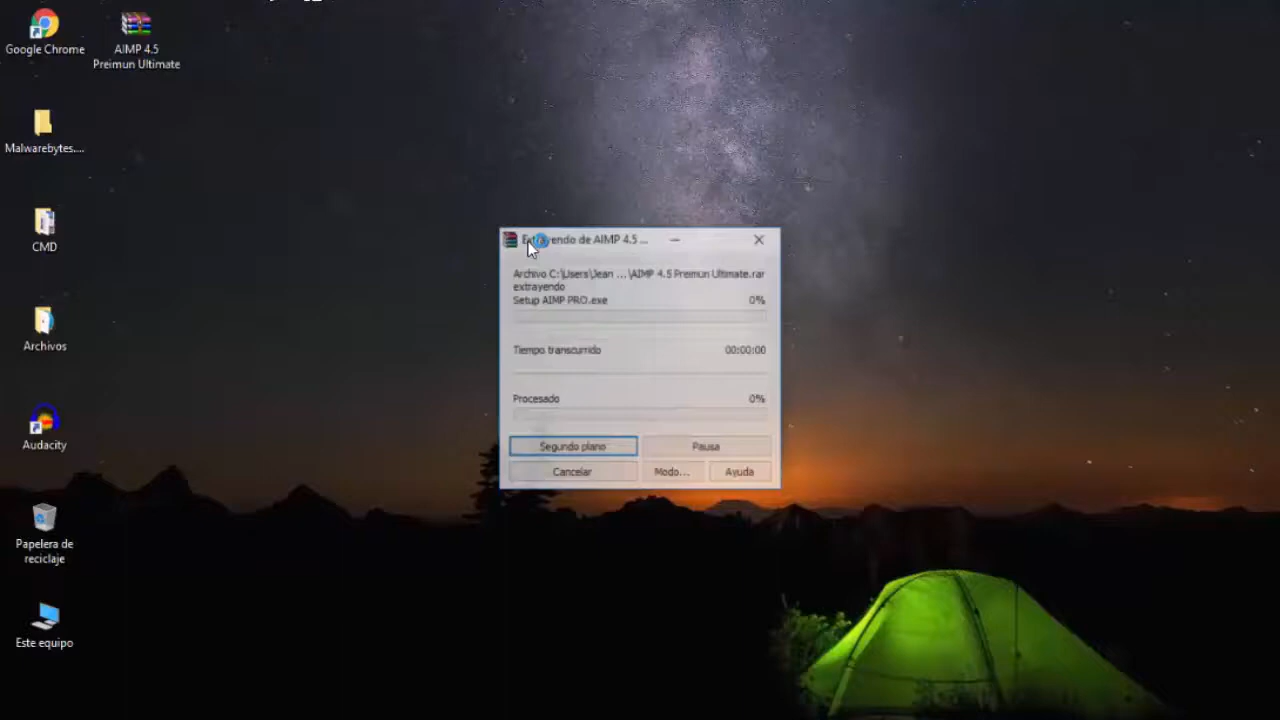 Google Chrome
AIMP 4.5
Preimun Ultimate
Malwarebytes....
CMD
Archivos
Audacity
Papelera de
reciclaje
Este equipo
Extrayendo de AIMP 4.5 ...
Archivo C:\Users\Jean ...\AIMP 4.5 Preimun Ultimate.rar
extrayendo
Setup AIMP PRO.exe 0%
Tiempo transcurrido 00:00:00
Procesado 0%
Segundo plano Pausa
Cancelar Modo... Ayuda